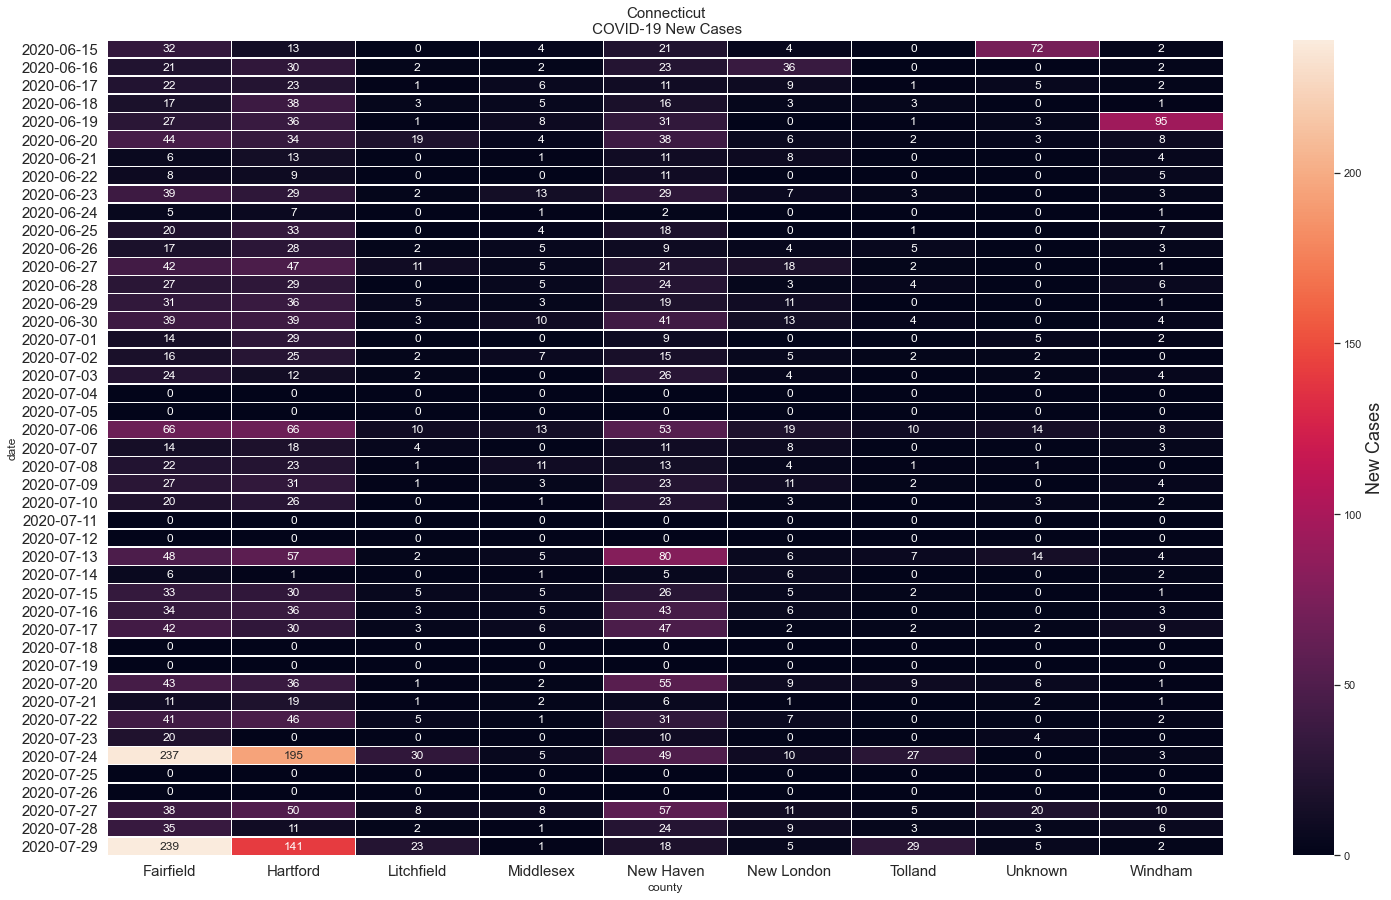 Connecticut
COVID-19 New Cases
2020-06-15 32 13 0 4 21 4 0 72 2
2020-06-16 21 30 2 2 23 36 0 0 2
2020-06-17 22 23 1 6 11 9 1 5 2
2020-06-18 17 38 3 5 16 3 3 0 1
2020-06-19 27 36 1 8 31 0 1 3 95
2020-06-20 44 34 19 4 38 6 2 3 8
2020-06-21 6 13 0 1 11 8 0 0 4
2020-06-22 8 9 0 0 11 0 0 0 5
2020-06-23 39 29 2 13 29 7 3 0 3
2020-06-24 5 7 0 1 2 0 0 0 1
2020-06-25 20 33 0 4 18 0 1 0 7
2020-06-26 17 28 2 5 9 4 5 0 3
2020-06-27 42 47 11 5 21 18 2 0 1
2020-06-28 27 29 0 5 24 3 4 0 6
2020-06-29 31 36 5 3 19 11 0 0 1
2020-06-30 39 39 3 10 41 13 4 0 4
2020-07-01 14 29 0 0 9 0 0 5 2
2020-07-02 16 25 2 7 15 5 2 2 0
2020-07-03 24 12 2 0 26 4 0 2 4
2020-07-04 0 0 0 0 0 0 0 0 0
2020-07-05 0 0 0 0 0 0 0 0 0
2020-07-06 66 66 10 13 53 19 10 14 8
2020-07-07 14 18 4 0 11 8 0 0 3
2020-07-08 22 23 1 11 13 4 1 1 0
2020-07-09 27 31 1 3 23 11 2 0 4
2020-07-10 20 26 0 1 23 3 0 3 2
2020-07-11 0 0 0 0 0 0 0 0 0
2020-07-12 0 0 0 0 0 0 0 0 0
2020-07-13 48 57 2 5 80 6 7 14 4
2020-07-14 6 1 0 1 5 6 0 0 2
2020-07-15 33 30 5 5 26 5 2 0 1
2020-07-16 34 36 3 5 43 6 0 0 3
2020-07-17 42 30 3 6 47 2 2 2 9
2020-07-18 0 0 0 0 0 0 0 0 0
2020-07-19 0 0 0 0 0 0 0 0 0
2020-07-20 43 36 1 2 55 9 9 6 1
2020-07-21 11 19 1 2 6 1 0 2 1
2020-07-22 41 46 5 1 31 7 0 0 2
2020-07-23 20 0 0 0 10 0 0 4 0
2020-07-24 237 195 30 5 49 10 27 0 3
2020-07-25 0 0 0 0 0 0 0 0 0
2020-07-26 0 0 0 0 0 0 0 0 0
2020-07-27 38 50 8 8 57 11 5 20 10
2020-07-28 35 11 2 1 24 9 3 3 6
2020-07-29 239 141 23 1 18 5 29 5 2
Fairfield Hartford Litchfield Middlesex New Haven New London Tolland Unknown Windham
county
date
200
150
100
50
0
New Cases